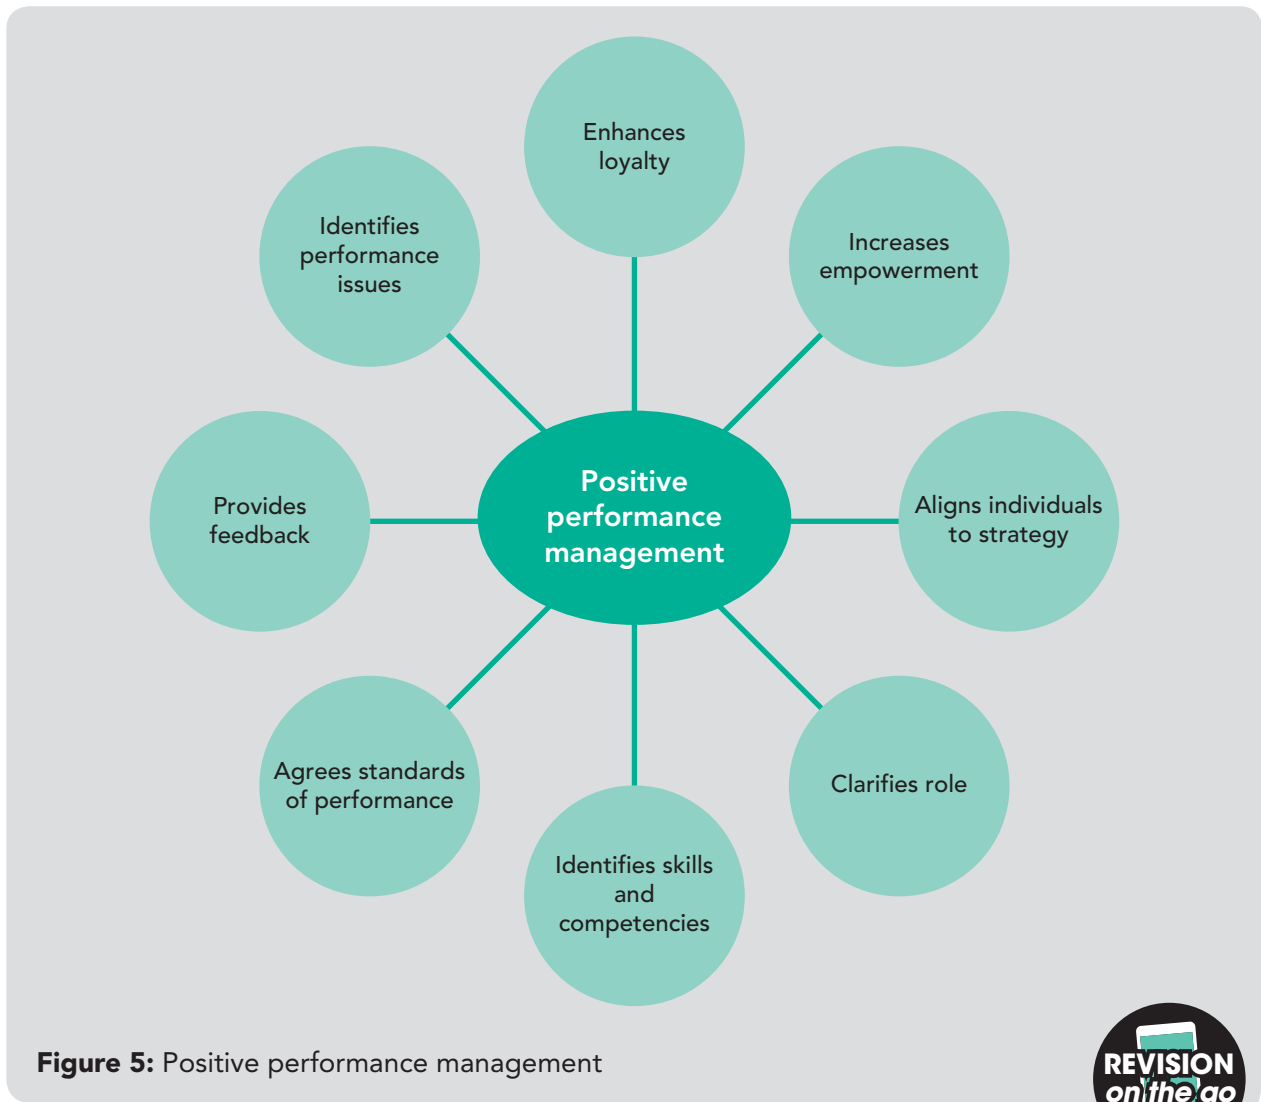 Enhances
loyalty
Increases
empowerment
Aligns individuals
to strategy
Clarifies role
Identifies skills
and
competencies
Agrees standards
of performance
Provides
feedback
Identifies
performance
issues
Positive
performance
management
Figure 5: Positive performance management
REVISION
on the go